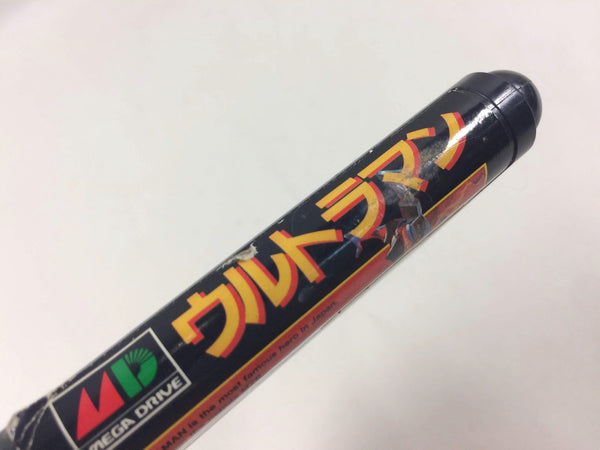 ウルトラマン
MD
MEGA DRIVE
MAN is the most famous hero in Japan.